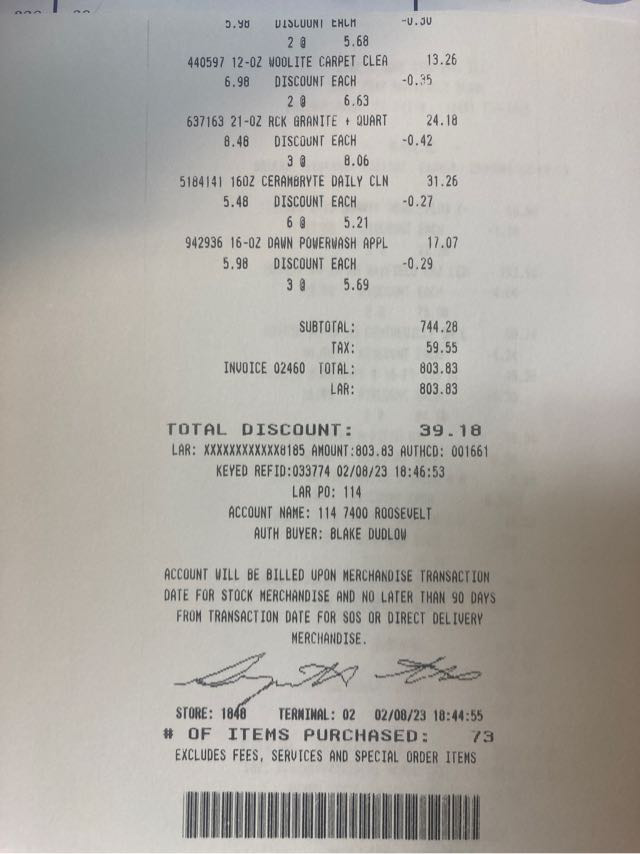 5.98 DISCOUNT EACH -0.30
2 @ 5.68
440597 12-OZ WOOLITE CARPET CLEA 13.26
6.98 DISCOUNT EACH -0.35
2 @ 6.63
637163 21-OZ RCK GRANITE + QUART 24.18
8.48 DISCOUNT EACH -0.42
3 @ 8.06
5184141 16OZ CERAMBRYTE DAILY CLN 31.26
5.48 DISCOUNT EACH -0.27
6 @ 5.21
942936 16-OZ DAWN POWERWASH APPL 17.07
5.98 DISCOUNT EACH -0.29
3 @ 5.69
SUBTOTAL: 744.28
TAX: 59.55
INVOICE 02460 TOTAL: 803.83
LAR: 803.83
TOTAL DISCOUNT: 39.18
LAR: XXXXXXXXXXXX8185 AMOUNT:803.83 AUTHCD: 001661
KEYED REFID:033774 02/08/23 18:46:53
LAR PO: 114
ACCOUNT NAME: 114 7400 ROOSEVELT
AUTH BUYER: BLAKE DUDLOW
ACCOUNT WILL BE BILLED UPON MERCHANDISE TRANSACTION
DATE FOR STOCK MERCHANDISE AND NO LATER THAN 90 DAYS
FROM TRANSACTION DATE FOR SOS OR DIRECT DELIVERY
MERCHANDISE.
STORE: 1848 TERMINAL: 02 02/08/23 18:44:55
# OF ITEMS PURCHASED: 73
EXCLUDES FEES, SERVICES AND SPECIAL ORDER ITEMS